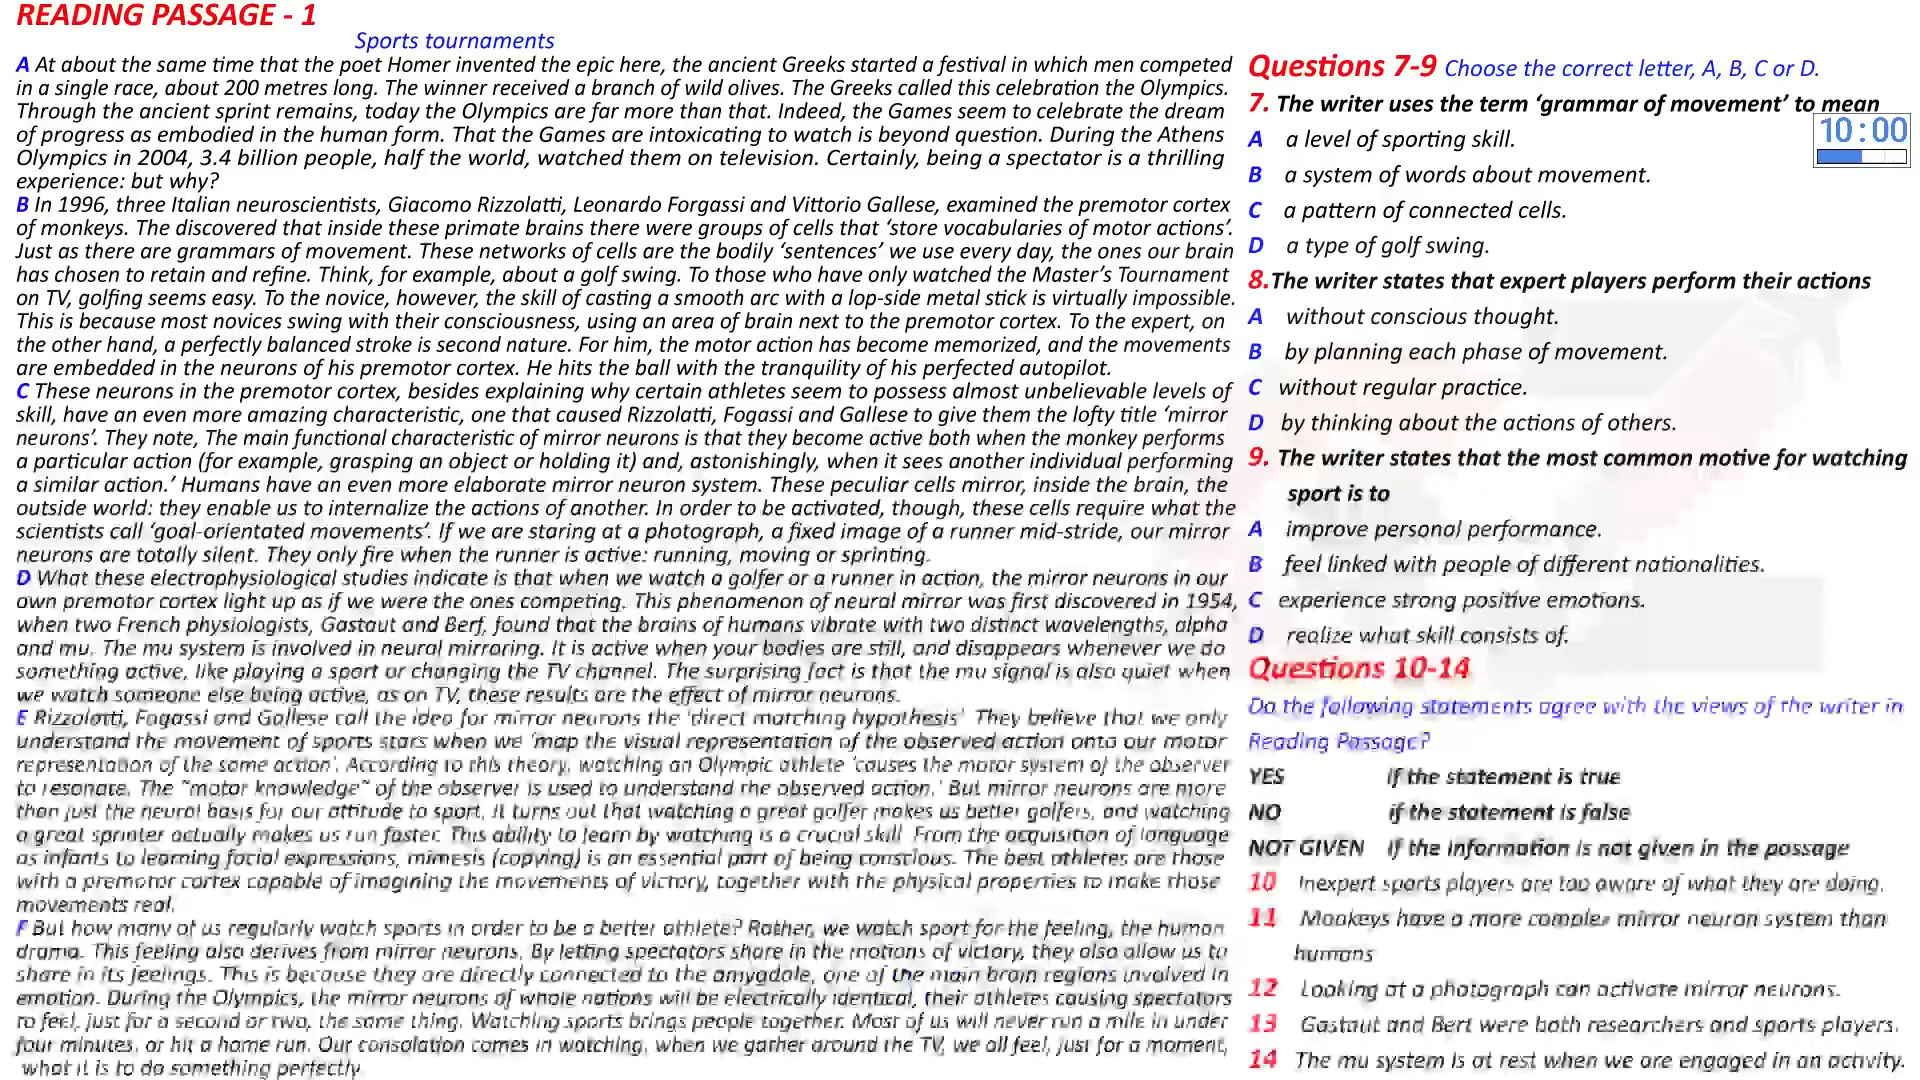 READING PASSAGE - 1
Sports tournaments
A At about the same time that the poet Homer invented the epic here, the ancient Greeks started a festival in which men competed
in a single race, about 200 metres long. The winner received a branch of wild olives. The Greeks called this celebration the Olympics.
Through the ancient sprint remains, today the Olympics are far more than that. Indeed, the Games seem to celebrate the dream
of progress as embodied in the human form. That the Games are intoxicating to watch is beyond question. During the Athens
Olympics in 2004, 3.4 billion people, half the world, watched them on television. Certainly, being a spectator is a thrilling
experience: but why?
B In 1996, three Italian neuroscientists, Giacomo Rizzolatti, Leonardo Forgassi and Vittorio Gallese, examined the premotor cortex
of monkeys. The discovered that inside these primate brains there were groups of cells that ‘store vocabularies of motor actions’.
Just as there are grammars of movement. These networks of cells are the bodily ‘sentences’ we use every day, the ones our brain
has chosen to retain and refine. Think, for example, about a golf swing. To those who have only watched the Master’s Tournament
on TV, golfing seems easy. To the novice, however, the skill of casting a smooth arc with a lop-side metal stick is virtually impossible.
This is because most novices swing with their consciousness, using an area of brain next to the premotor cortex. To the expert, on
the other hand, a perfectly balanced stroke is second nature. For him, the motor action has become memorized, and the movements
are embedded in the neurons of his premotor cortex. He hits the ball with the tranquility of his perfected autopilot.
C These neurons in the premotor cortex, besides explaining why certain athletes seem to possess almost unbelievable levels of
skill, have an even more amazing characteristic, one that caused Rizzolatti, Fogassi and Gallese to give them the lofty title ‘mirror
neurons’. They note, The main functional characteristic of mirror neurons is that they become active both when the monkey performs
a particular action (for example, grasping an object or holding it) and, astonishingly, when it sees another individual performing
a similar action.’ Humans have an even more elaborate mirror neuron system. These peculiar cells mirror, inside the brain, the
outside world: they enable us to internalize the actions of another. In order to be activated, though, these cells require what the
scientists call ‘goal-orientated movements’. If we are staring at a photograph, a fixed image of a runner mid-stride, our mirror
neurons are totally silent. They only fire when the runner is active: running, moving or sprinting.
D What these electrophysiological studies indicate is that when we watch a golfer or a runner in action, the mirror neurons in our
own premotor cortex light up as if we were the ones competing. This phenomenon of neural mirror was first discovered in 1954,
when two French physiologists, Gastaut and Berf, found that the brains of humans vibrate with two distinct wavelengths, alpha
and mu. The mu system is involved in neural mirroring. It is active when your bodies are still, and disappears whenever we do
something active, like playing a sport or changing the TV channel. The surprising fact is that the mu signal is also quiet when
we watch someone else being active, as on TV, these results are the effect of mirror neurons.
E Rizzolatti, Fogassi and Gallese call the idea for mirror neurons the ‘direct matching hypothesis’. They believe that we only
understand the movement of sports stars when we ‘map the visual representation of the observed action onto our motor
representation of the same action’. According to this theory, watching an Olympic athlete ‘causes the motor system of the observer
to resonate. The “motor knowledge” of the observer is used to understand the observed action.’ But mirror neurons are more
than just the neural basis for our attitude to sport. It turns out that watching a great golfer makes us better golfers, and watching
a great sprinter actually makes us run faster. This ability to learn by watching is a crucial skill. From the acquisition of language
as infants to learning facial expressions, mimesis (copying) is an essential part of being conscious. The best athletes are those
with a premotor cortex capable of imagining the movements of victory, together with the physical properties to make those
movements real.
F But how many of us regularly watch sports in order to be a better athlete? Rather, we watch sport for the feeling, the human
drama. This feeling also derives from mirror neurons. By letting spectators share in the motions of victory, they also allow us to
share in its feelings. This is because they are directly connected to the amygdale, one of the main brain regions involved in
emotion. During the Olympics, the mirror neurons of whole nations will be electrically identical, their athletes causing spectators
to feel, just for a second or two, the same thing. Watching sports brings people together. Most of us will never run a mile in under
four minutes, or hit a home run. Our consolation comes in watching, when we gather around the TV, we all feel, just for a moment,
what it is to do something perfectly.
Questions 7-9 Choose the correct letter, A, B, C or D.
7. The writer uses the term ‘grammar of movement’ to mean
10:00
A a level of sporting skill.
B a system of words about movement.
C a pattern of connected cells.
D a type of golf swing.
8.The writer states that expert players perform their actions
A without conscious thought.
B by planning each phase of movement.
C without regular practice.
D by thinking about the actions of others.
9. The writer states that the most common motive for watching
sport is to
A improve personal performance.
B feel linked with people of different nationalities.
C experience strong positive emotions.
D realize what skill consists of.
Questions 10-14
Do the following statements agree with the views of the writer in
Reading Passage?
YES if the statement is true
NO if the statement is false
NOT GIVEN if the information is not given in the passage
10 Inexpert sports players are too aware of what they are doing.
11 Monkeys have a more complex mirror neuron system than
humans
12 Looking at a photograph can activate mirror neurons.
13 Gastaut and Bert were both researchers and sports players.
14 The mu system is at rest when we are engaged in an activity.